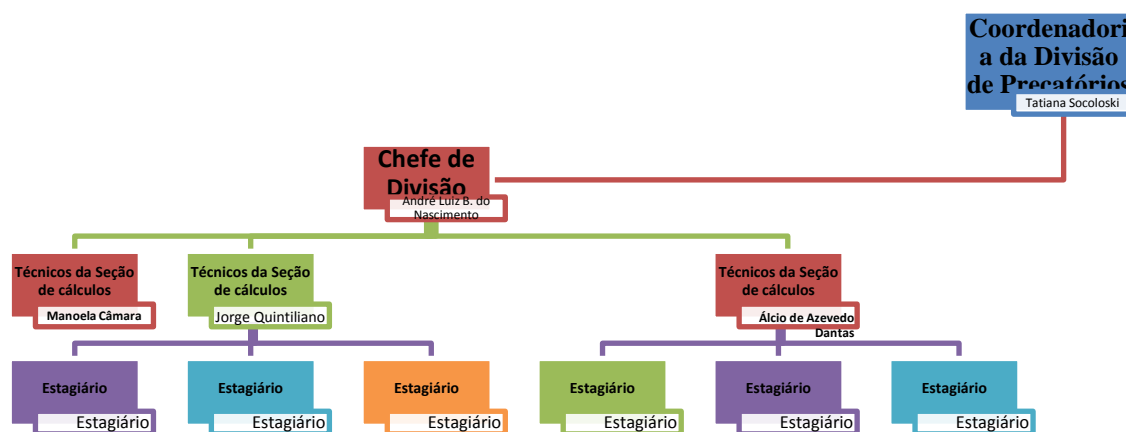 Coordenadori
a da Divisão
de Precatórios
Tatiana Socoloski
Chefe de
Divisão
André Luiz B. do
Nascimento
Técnicos da Seção
de cálculos
Manoela Câmara
Técnicos da Seção
de cálculos
Jorge Quintiliano
Técnicos da Seção
de cálculos
Álcio de Azevedo
Dantas
Estagiário
Estagiário
Estagiário
Estagiário
Estagiário
Estagiário
Estagiário
Estagiário
Estagiário
Estagiário
Estagiário
Estagiário